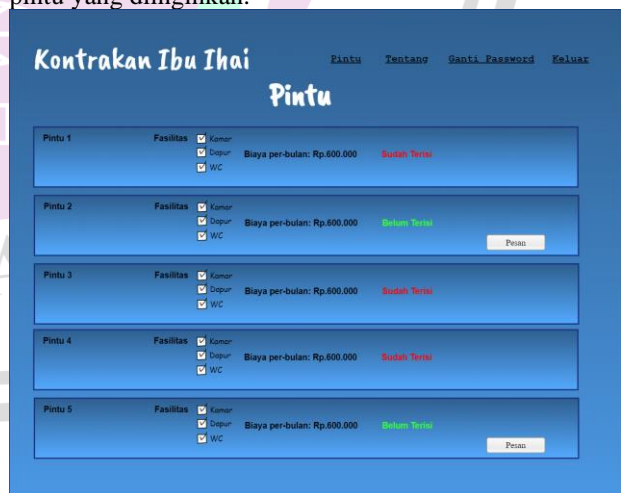 pintu yang diinginkan.
Kontrakan Ibu Ihai
Pintu Tentang Ganti Password Keluar
Pintu
Pintu 1 Fasilitas Kamar
Dapur Biaya per-bulan: Rp.600.000 Sudah Terisi
WC
Pintu 2 Fasilitas Kamar
Dapur Biaya per-bulan: Rp.600.000 Belum Terisi
WC
Pesan
Pintu 3 Fasilitas Kamar
Dapur Biaya per-bulan: Rp.600.000 Sudah Terisi
WC
Pintu 4 Fasilitas Kamar
Dapur Biaya per-bulan: Rp.600.000 Sudah Terisi
WC
Pintu 5 Fasilitas Kamar
Dapur Biaya per-bulan: Rp.600.000 Belum Terisi
WC
Pesan